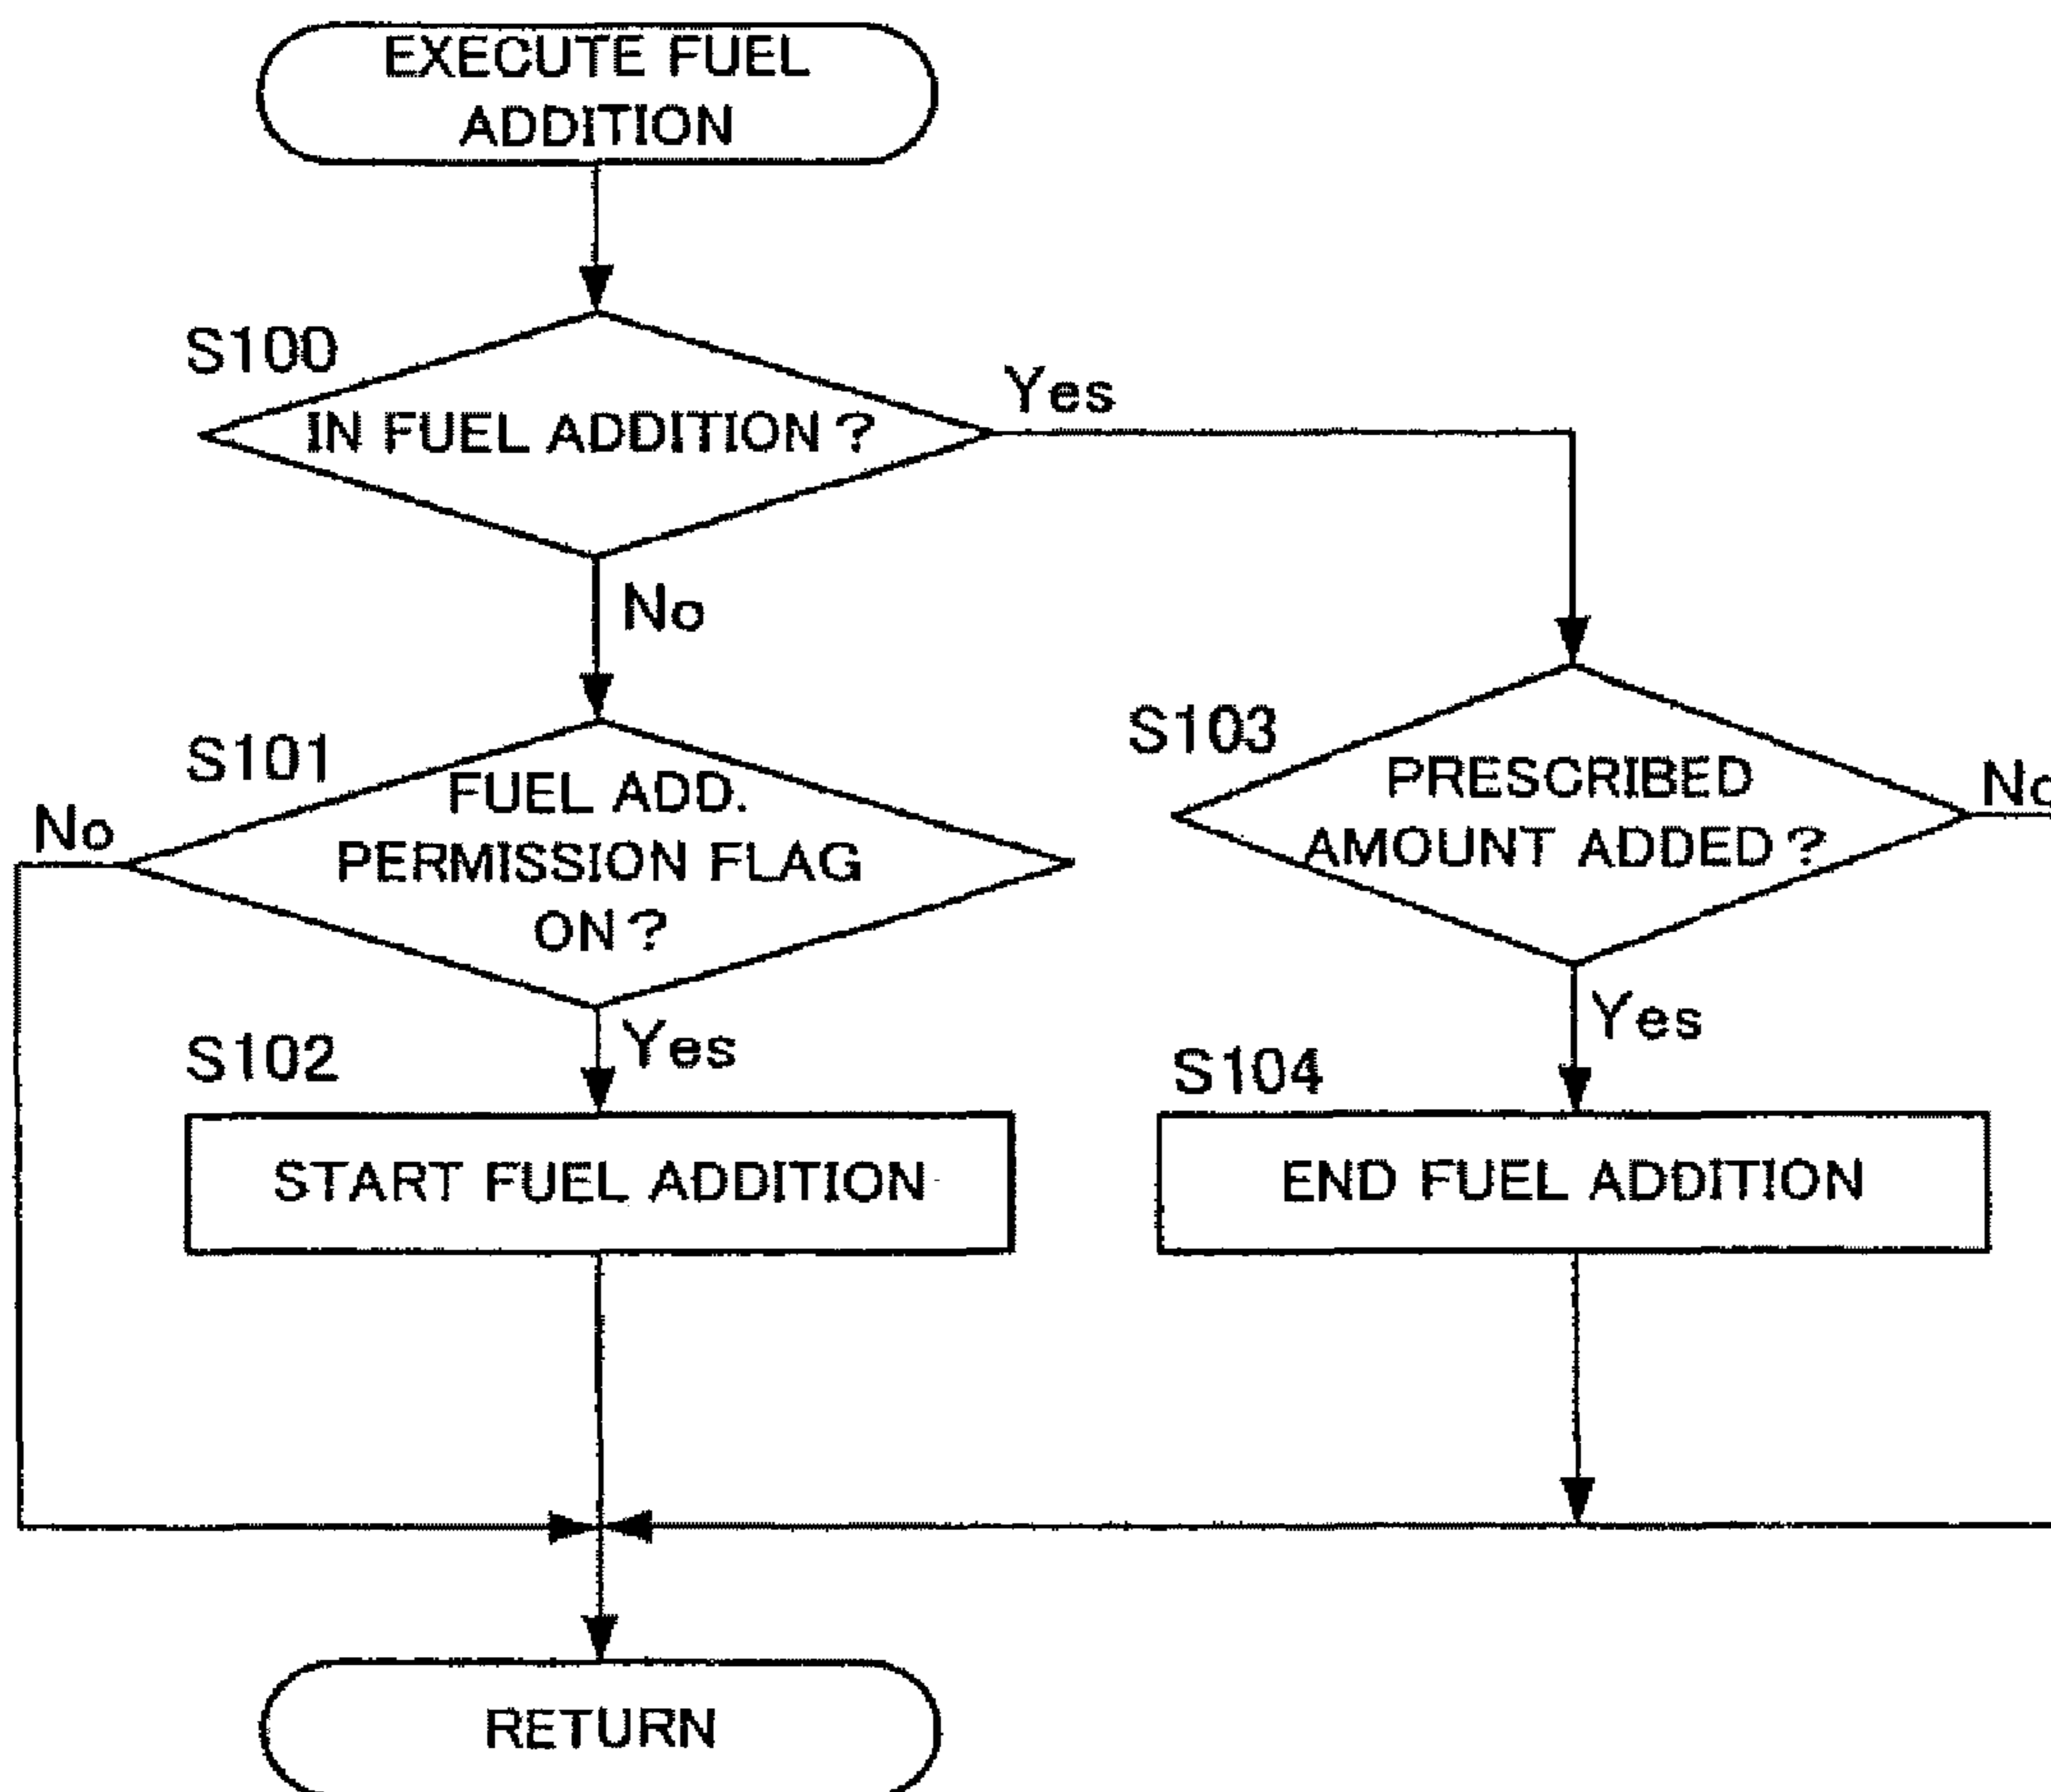 EXECUTE FUEL
ADDITION
S100
IN FUEL ADDITION?
Yes
No
S101
FUEL ADD.
PERMISSION FLAG
ON?
No
Yes
S102
START FUEL ADDITION
S103
PRESCRIBED
AMOUNT ADDED?
No
Yes
S104
END FUEL ADDITION
RETURN